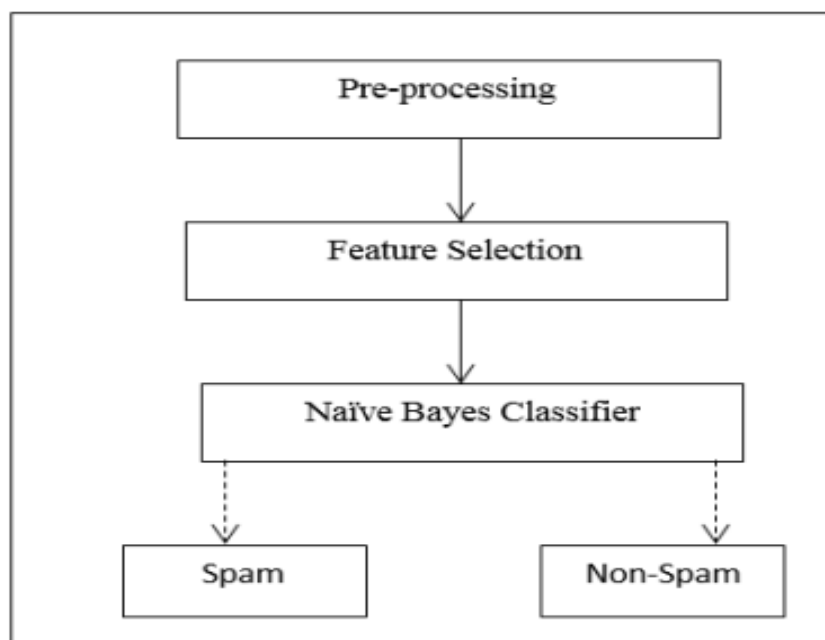 Pre-processing
Feature Selection
Naïve Bayes Classifier
Spam
Non-Spam